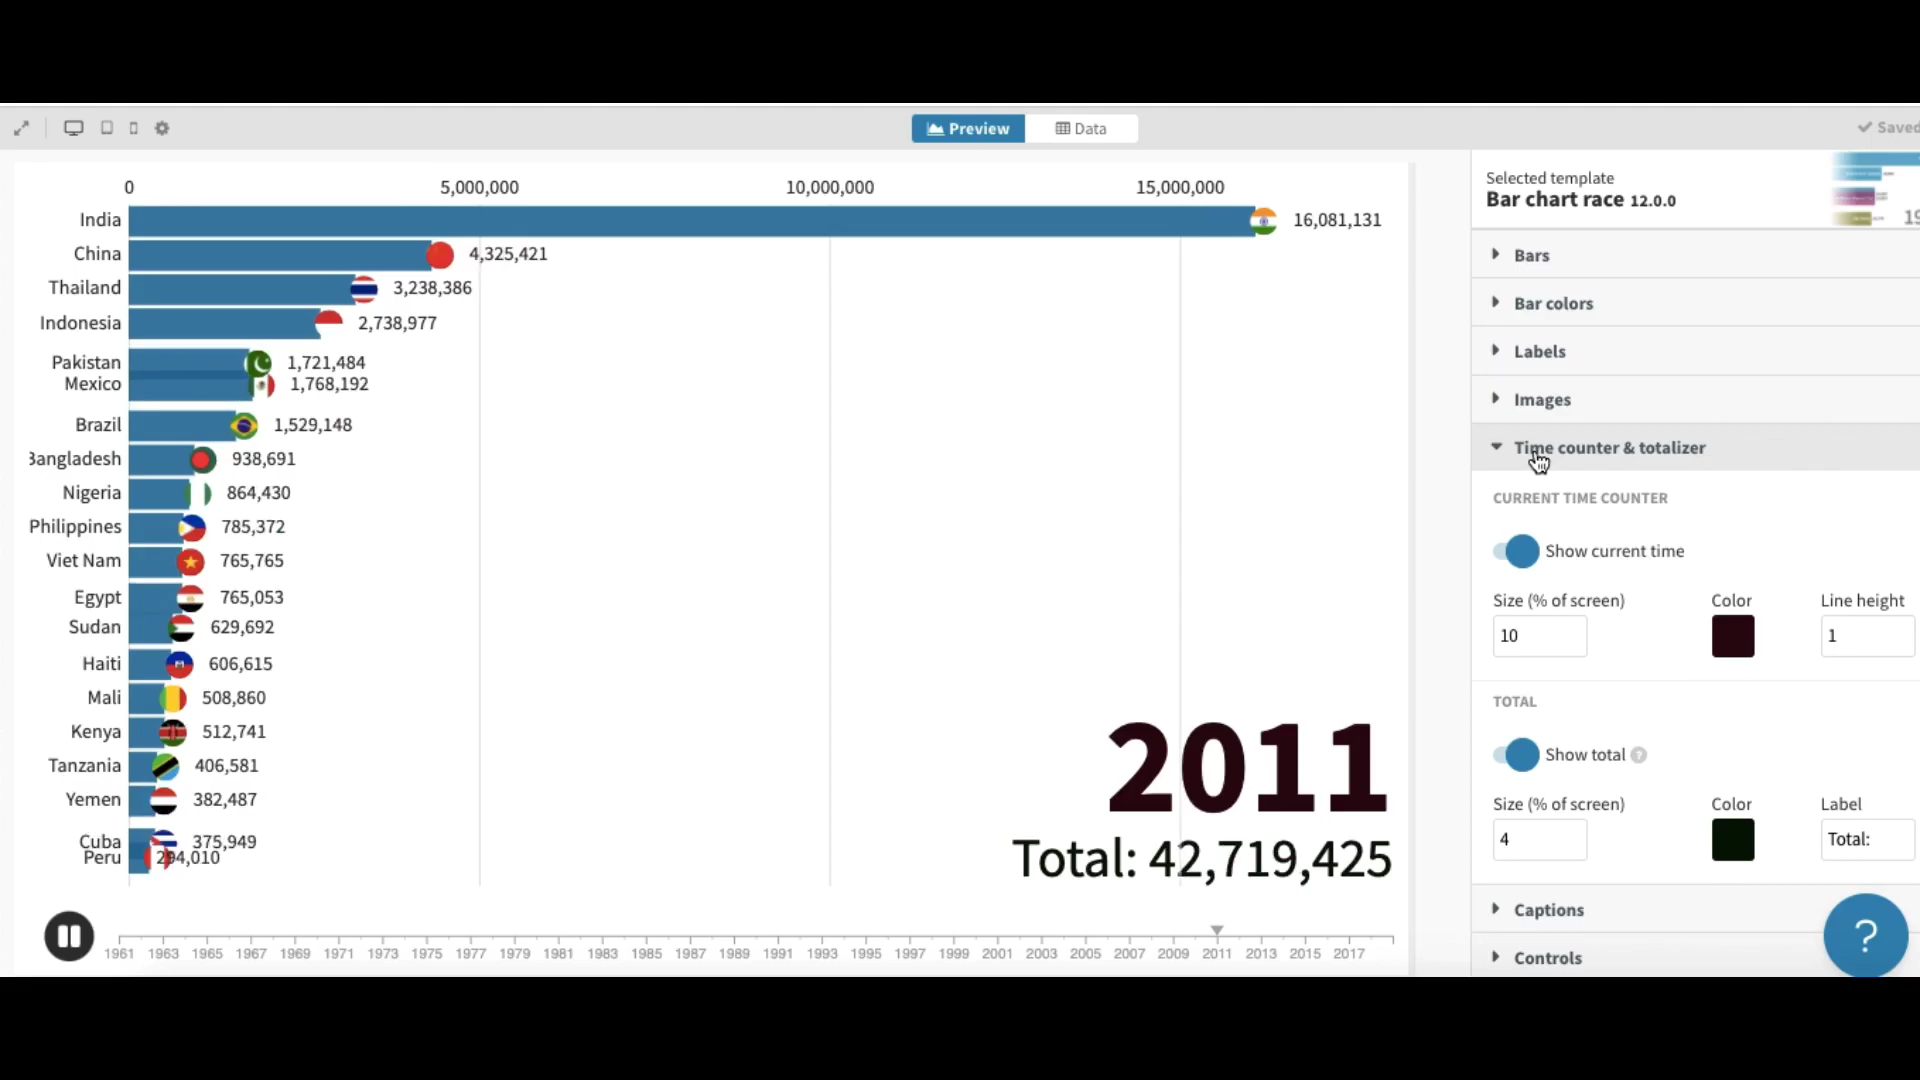 Preview
Data
Saved
Selected template
Bar chart race 12.0.0
0 5,000,000 10,000,000 15,000,000
India 16,081,131
China 4,325,421
Thailand 3,238,386
Indonesia 2,738,977
Pakistan 1,721,484
Mexico 1,768,192
Brazil 1,529,148
Bangladesh 938,691
Nigeria 864,430
Philippines 785,372
Viet Nam 765,765
Egypt 765,053
Sudan 629,692
Haiti 606,615
Mali 508,860
Kenya 512,741
Tanzania 406,581
Yemen 382,487
Cuba 375,949
Peru 294,010
2011
Total: 42,719,425
1961 1963 1965 1967 1969 1971 1973 1975 1977 1979 1981 1983 1985 1987 1989 1991 1993 1995 1997 1999 2001 2003 2005 2007 2009 2011 2013 2015 2017
Bars
Bar colors
Labels
Images
Time counter & totalizer
CURRENT TIME COUNTER
Show current time
Size (% of screen) Color Line height
10 1
TOTAL
Show total ?
Size (% of screen) Color Label
4 Total:
Captions
Controls
?